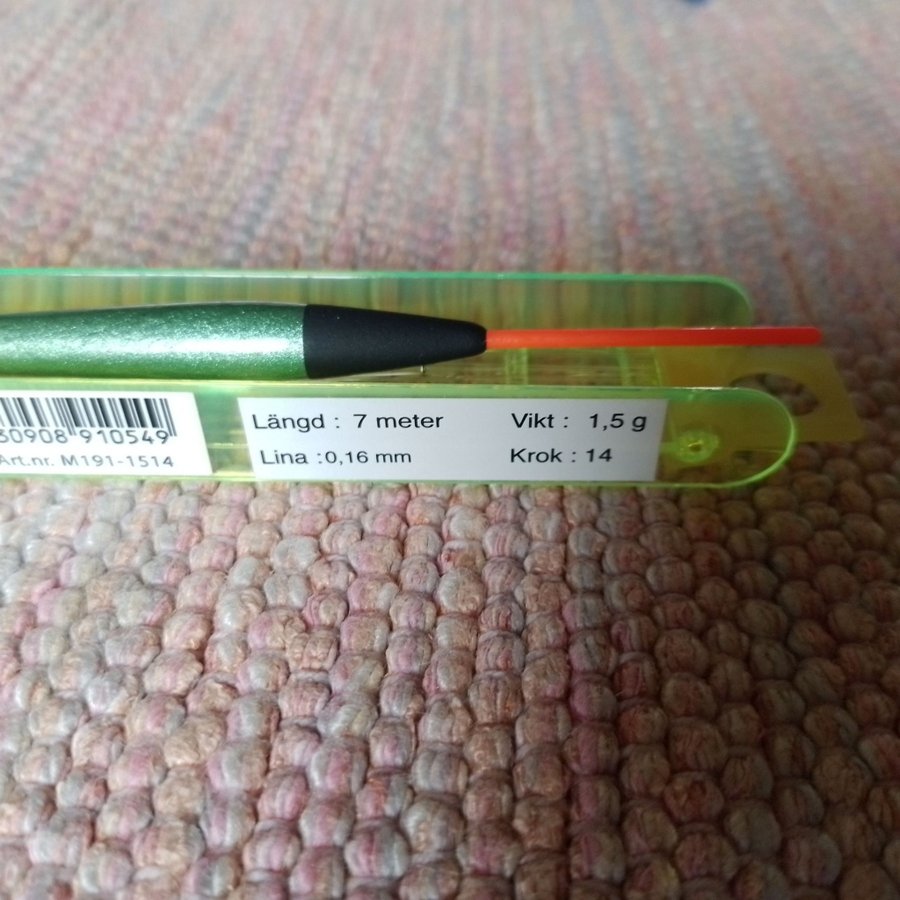 30908 910549
Art.nr. M191-1514
Längd : 7 meter Vikt : 1,5 g
Lina :0,16 mm Krok : 14